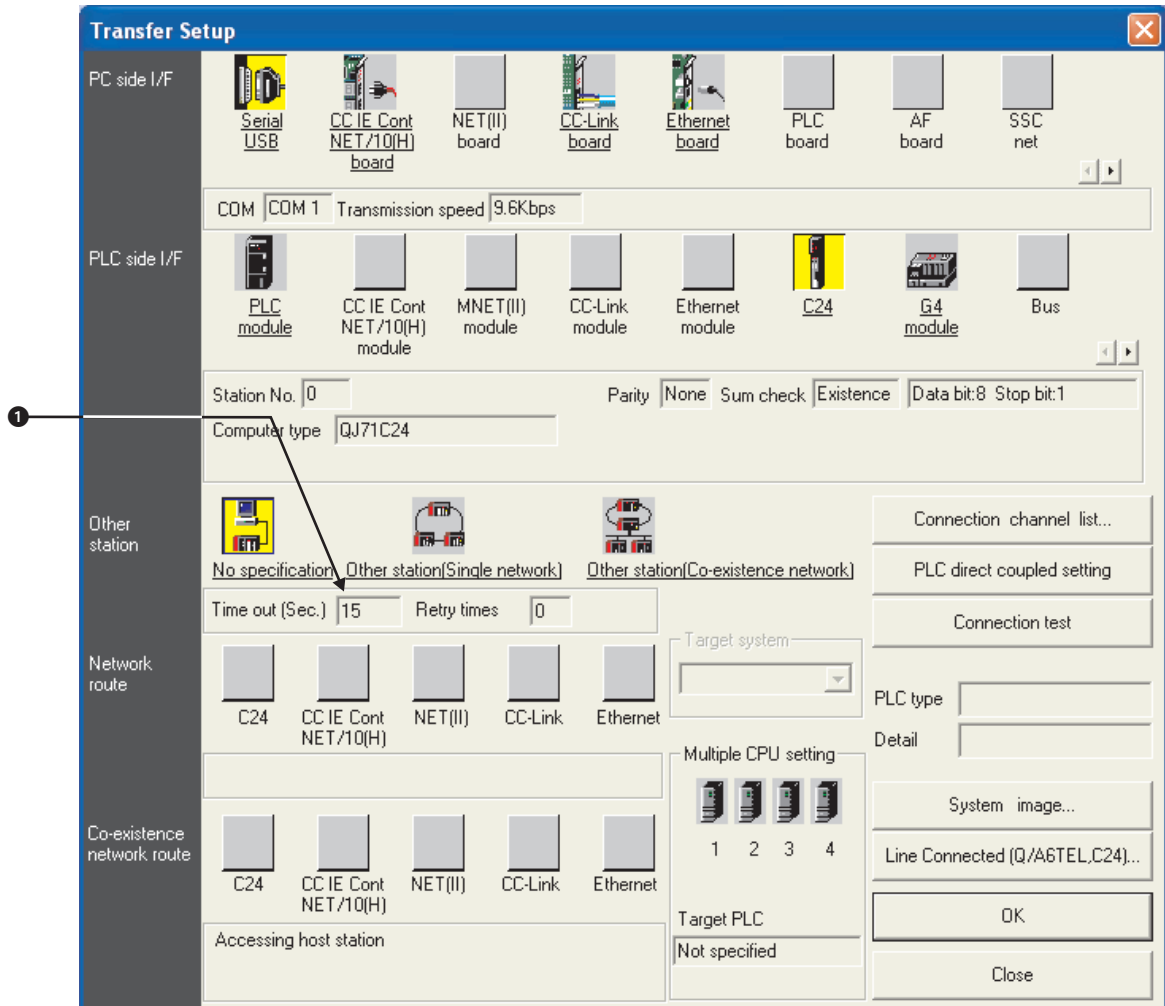 Transfer Setup
PC side I/F
Serial
USB
CC IE Cont
NET/10(H)
board
NET(II)
board
CC-Link
board
Ethernet
board
PLC
board
AF
board
SSC
net
COM COM 1 Transmission speed 9.6Kbps
PLC side I/F
PLC
module
CC IE Cont
NET/10(H)
module
MNET(II)
module
CC-Link
module
Ethernet
module
C24
G4
module
Bus
Station No. 0 Parity None Sum check Existence Data bit:8 Stop bit:1
1
Computer type QJ71C24
Other
station
No specification
Other station(Single network)
Other station(Co-existence network)
Connection channel list...
PLC direct coupled setting
Time out (Sec.) 15 Retry times 0
Connection test
Network
route
C24
CC IE Cont
NET/10(H)
NET(II)
CC-Link
Ethernet
Target system
PLC type
Detail
Multiple CPU setting
1 2 3 4
System image...
Line Connected (Q/A6TEL,C24)...
Co-existence
network route
C24
CC IE Cont
NET/10(H)
NET(II)
CC-Link
Ethernet
Accessing host station
Target PLC
Not specified
OK
Close